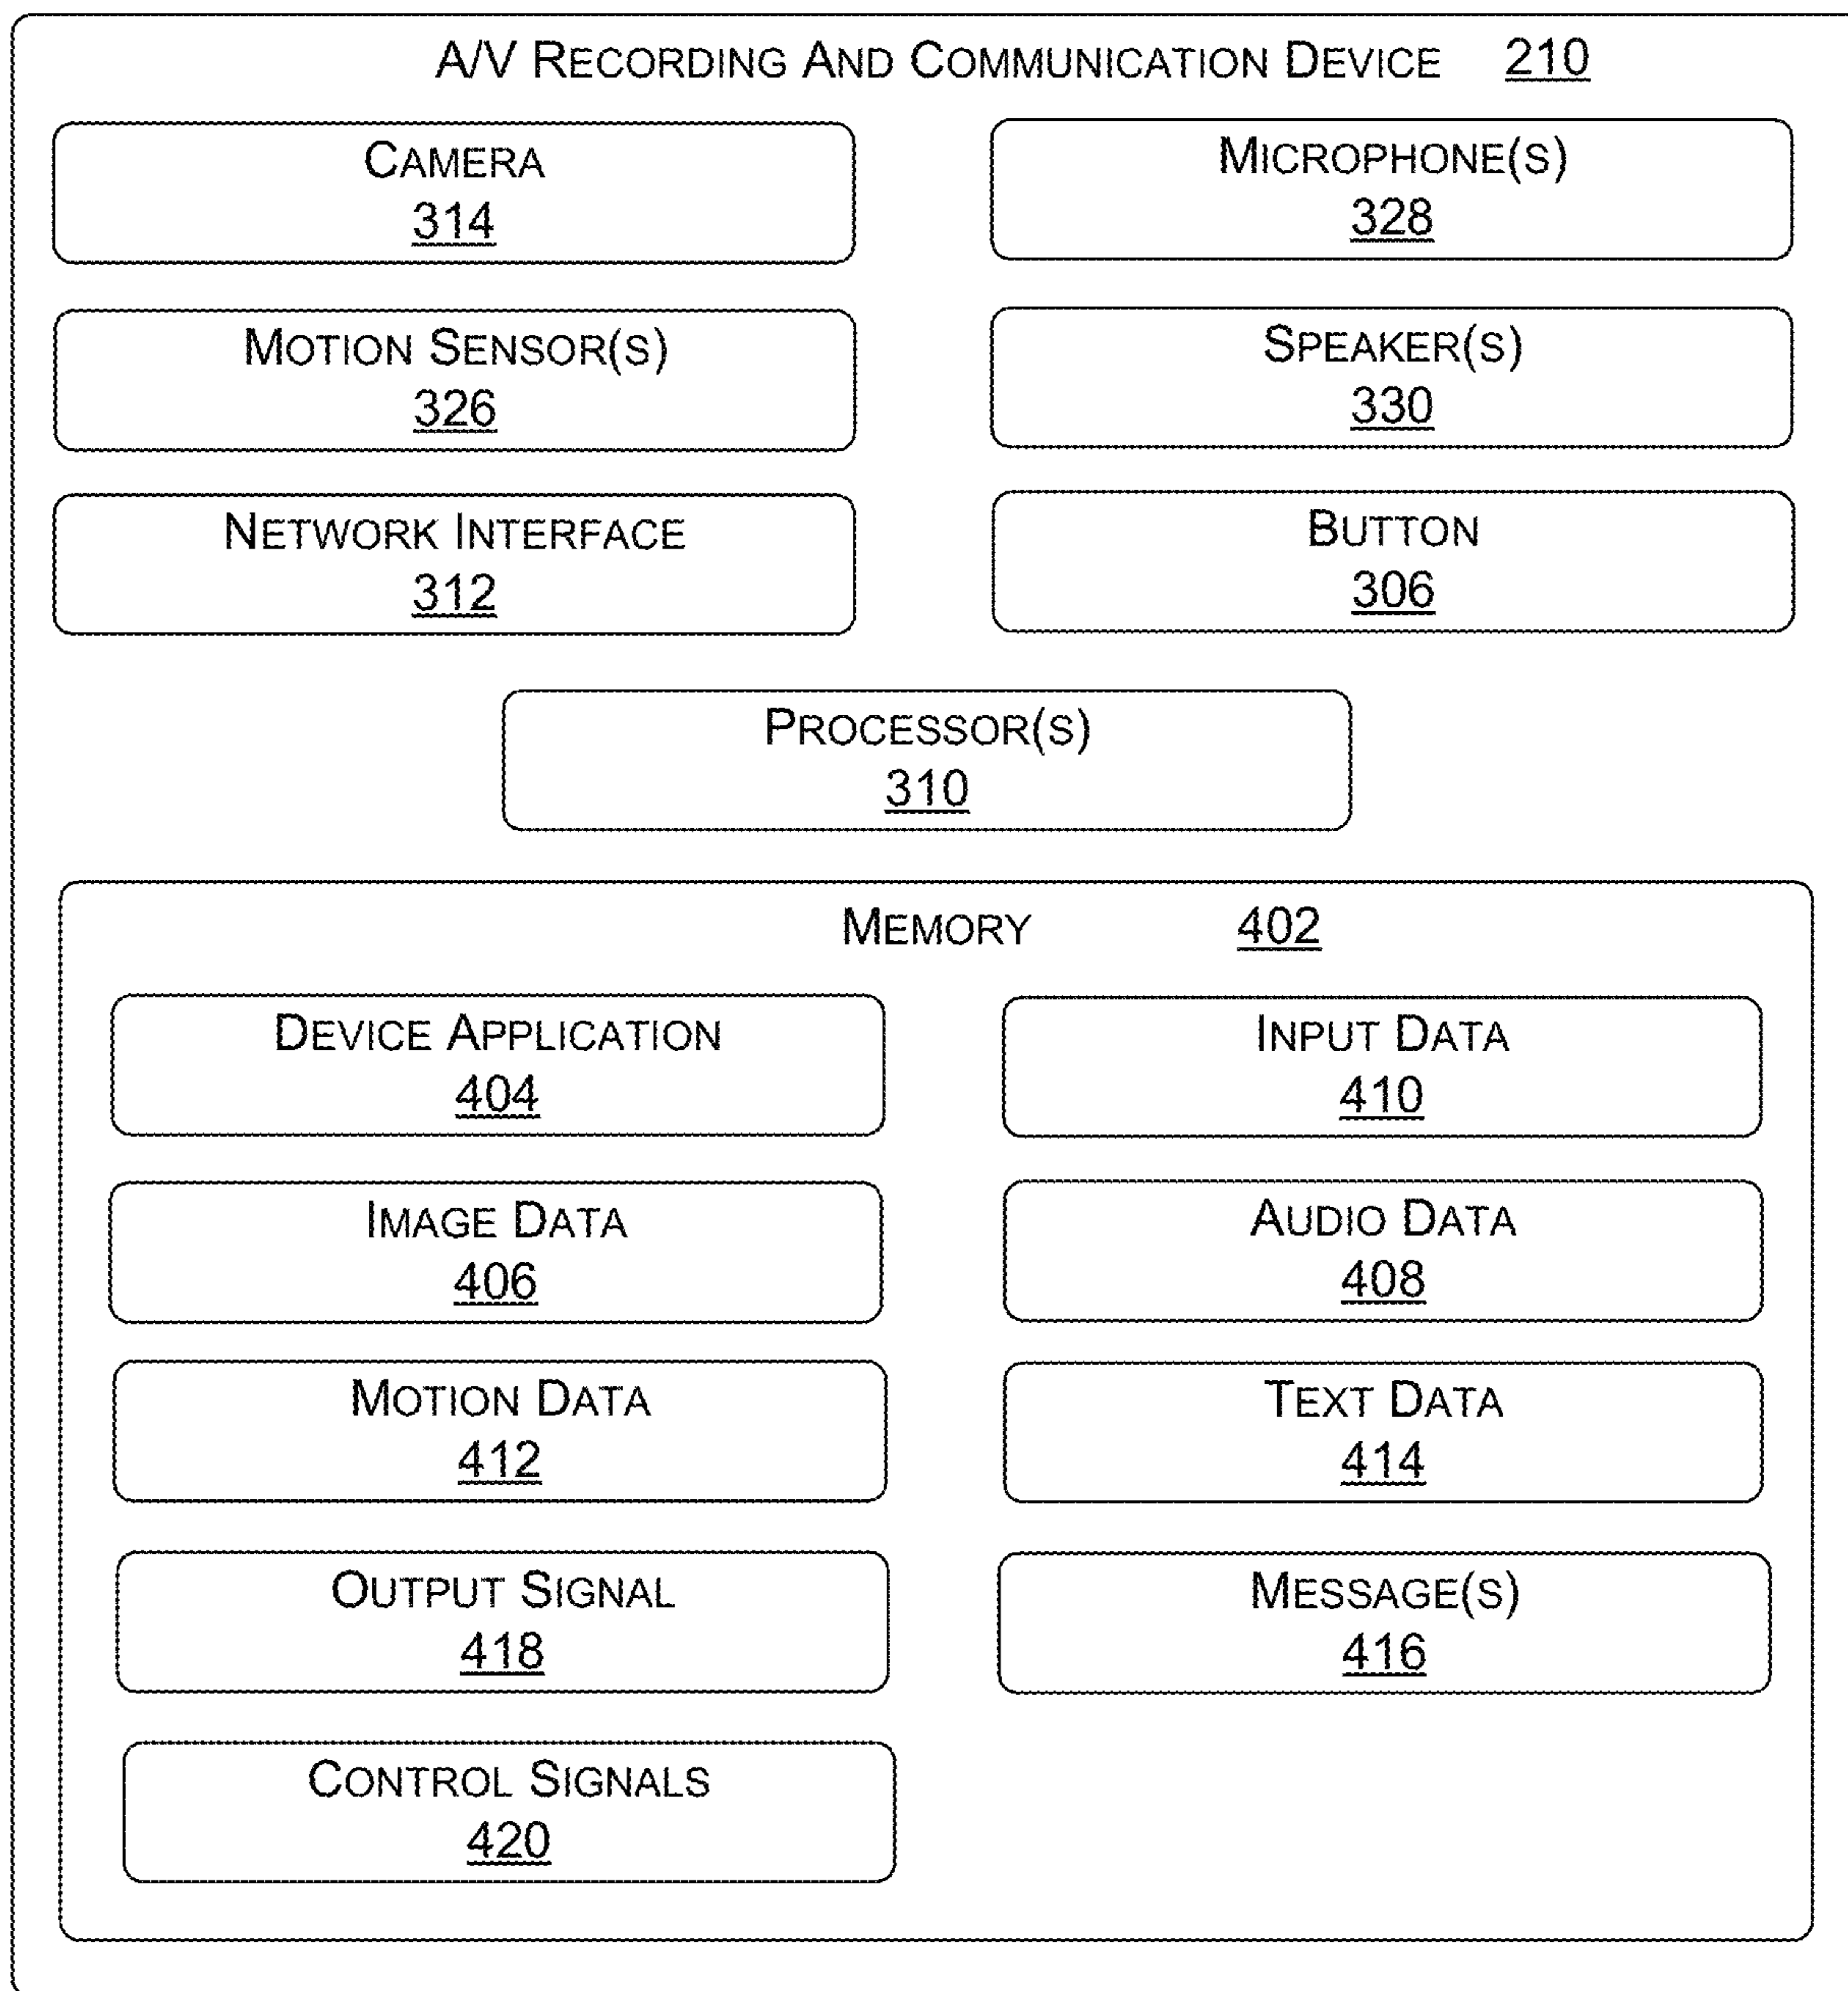 A/V RECORDING AND COMMUNICATION DEVICE 210
CAMERA
314
MICROPHONE(S)
328
MOTION SENSOR(S)
326
SPEAKER(S)
330
NETWORK INTERFACE
312
BUTTON
306
PROCESSOR(S)
310
MEMORY 402
DEVICE APPLICATION
404
INPUT DATA
410
IMAGE DATA
406
AUDIO DATA
408
MOTION DATA
412
TEXT DATA
414
OUTPUT SIGNAL
418
MESSAGE(S)
416
CONTROL SIGNALS
420